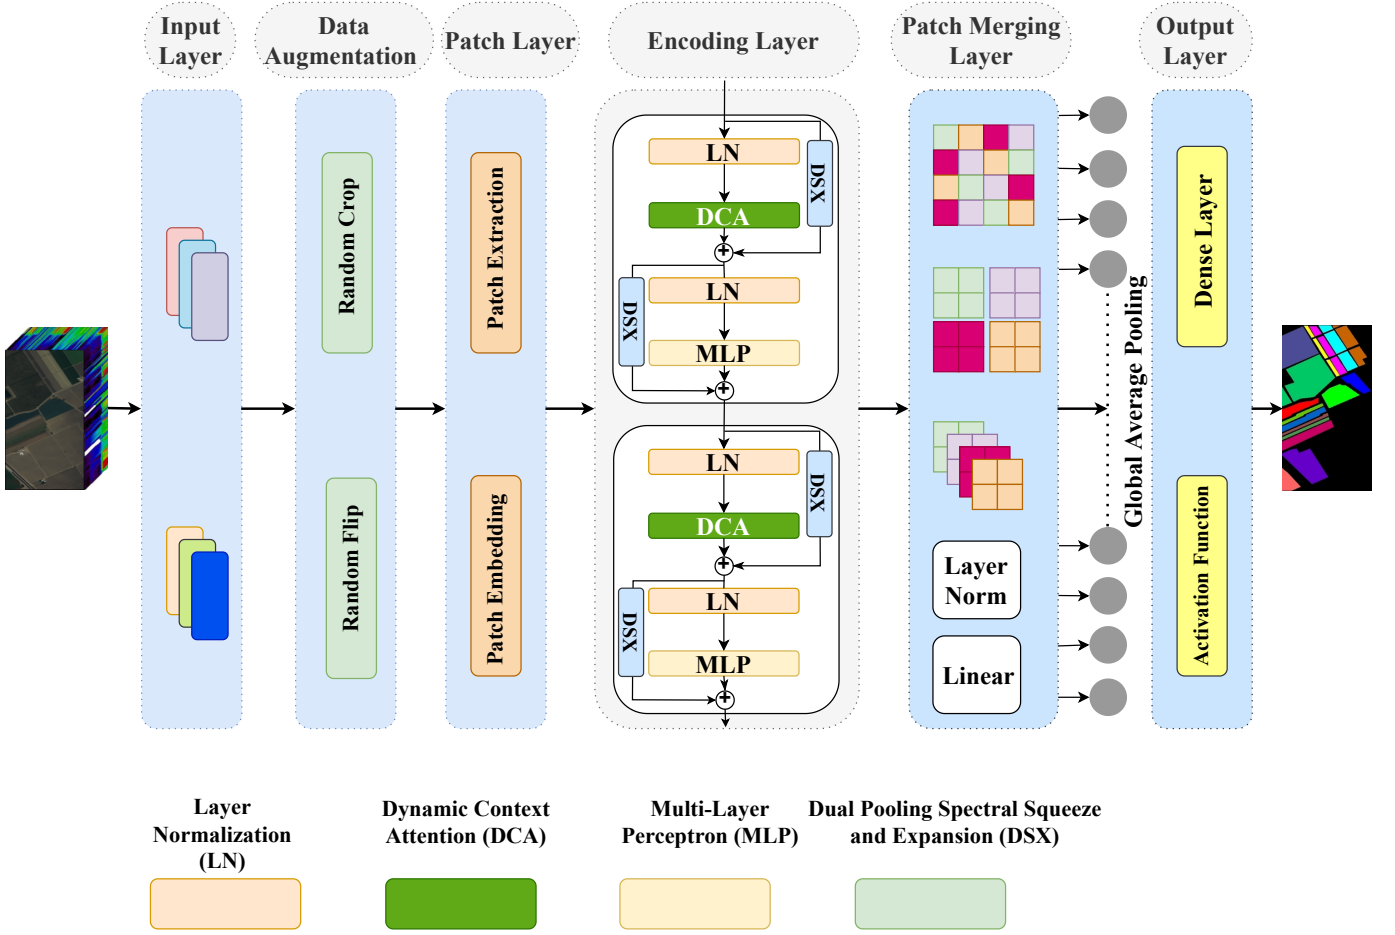 Input
Layer
Data
Augmentation
Patch Layer
Encoding Layer
Patch Merging
Layer
Output
Layer
Random Crop
Random Flip
Patch Extraction
Patch Embedding
LN
DSX
DCA
LN
DSX
MLP
LN
DSX
DCA
LN
DSX
MLP
Layer
Norm
Linear
Global Average Pooling
Dense Layer
Activation Function
Layer
Normalization
(LN)
Dynamic Context
Attention (DCA)
Multi-Layer
Perceptron (MLP)
Dual Pooling Spectral Squeeze
and Expansion (DSX)